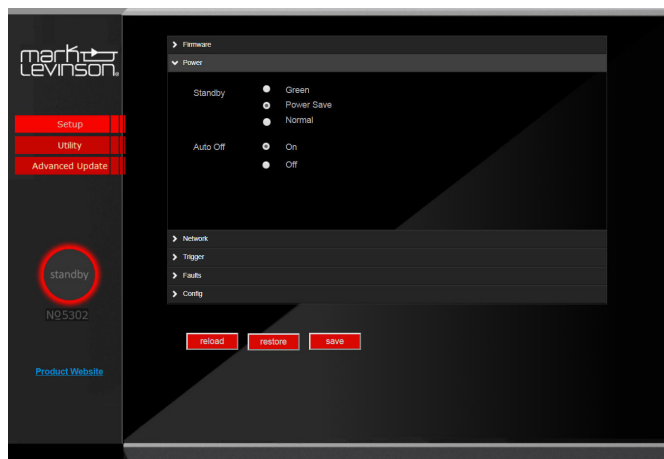 mark
Levinson®
Setup
Utility
Advanced Update
standby
№5302
Product Website
Firmware
Power
Standby
Green
Power Save
Normal
Auto Off
On
Off
Network
Trigger
Faults
Config
reload
restore
save